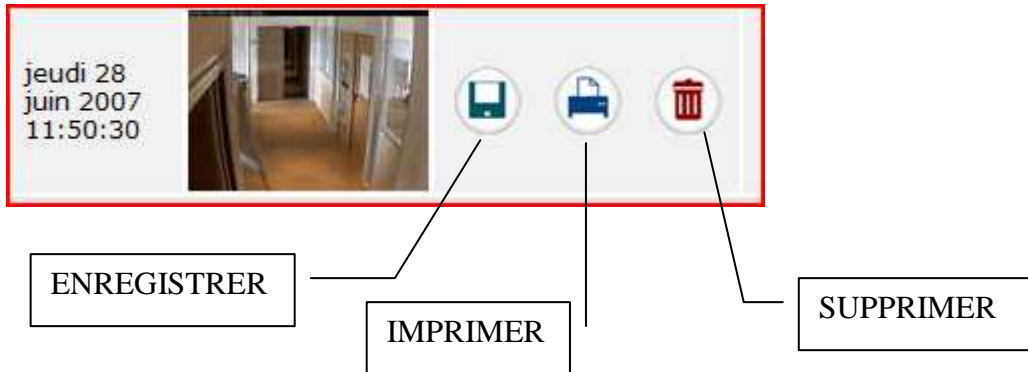 jeudi 28
juin 2007
11:50:30
ENREGISTRER
IMPRIMER
SUPPRIMER